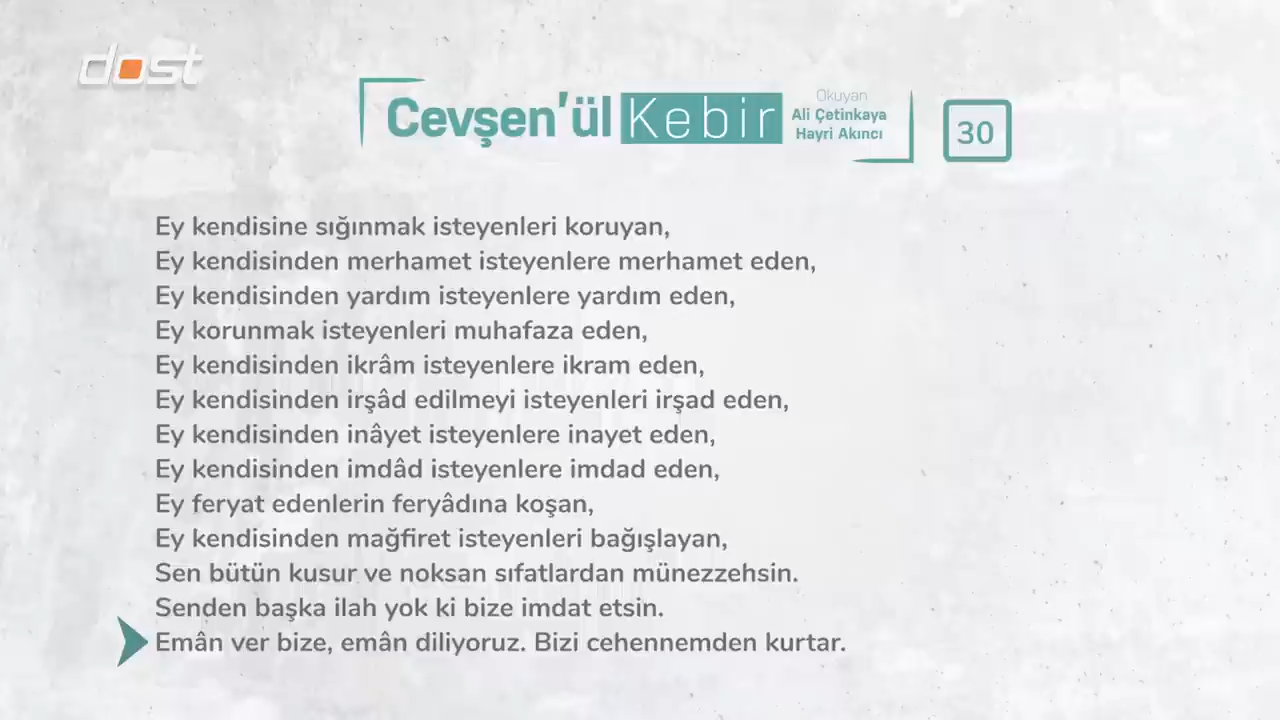 dost
Cevşen'ül Kebir
Okuyan
Ali Çetinkaya
Hayri Akıncı
30
Ey kendisine sığınmak isteyenleri koruyan,
Ey kendisinden merhamet isteyenlere merhamet eden,
Ey kendisinden yardım isteyenlere yardım eden,
Ey korunmak isteyenleri muhafaza eden,
Ey kendisinden ikrâm isteyenlere ikram eden,
Ey kendisinden irşâd edilmeyi isteyenleri irşad eden,
Ey kendisinden inâyet isteyenlere inayet eden,
Ey kendisinden imdâd isteyenlere imdad eden,
Ey feryat edenlerin feryâdına koşan,
Ey kendisinden mağfiret isteyenleri bağışlayan,
Sen bütün kusur ve noksan sıfatlardan münezzehsin.
Senden başka ilah yok ki bize imdat etsin.
Emân ver bize, emân diliyoruz. Bizi cehennemden kurtar.